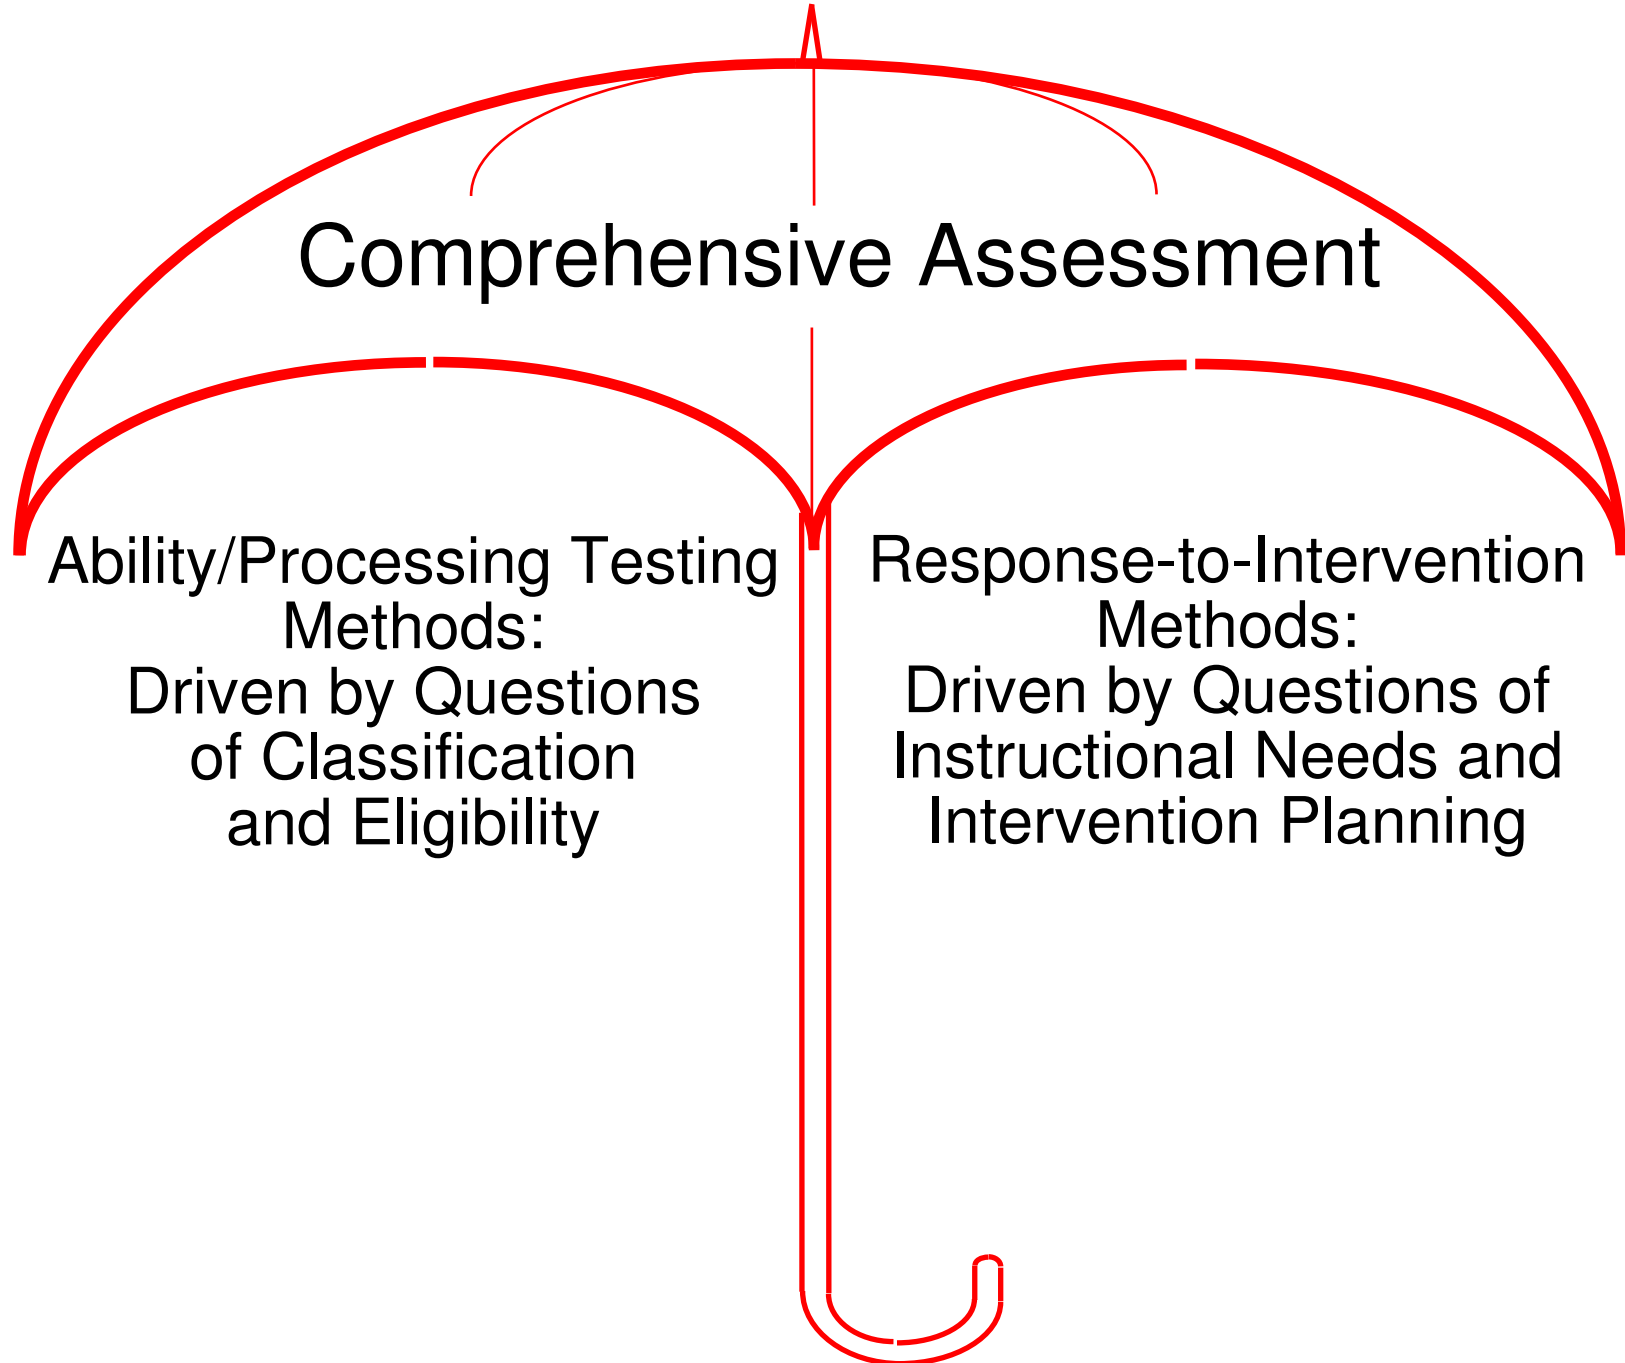 Comprehensive Assessment
Ability/Processing Testing
Methods:
Driven by Questions
of Classification
and Eligibility
Response-to-Intervention
Methods:
Driven by Questions of
Instructional Needs and
Intervention Planning